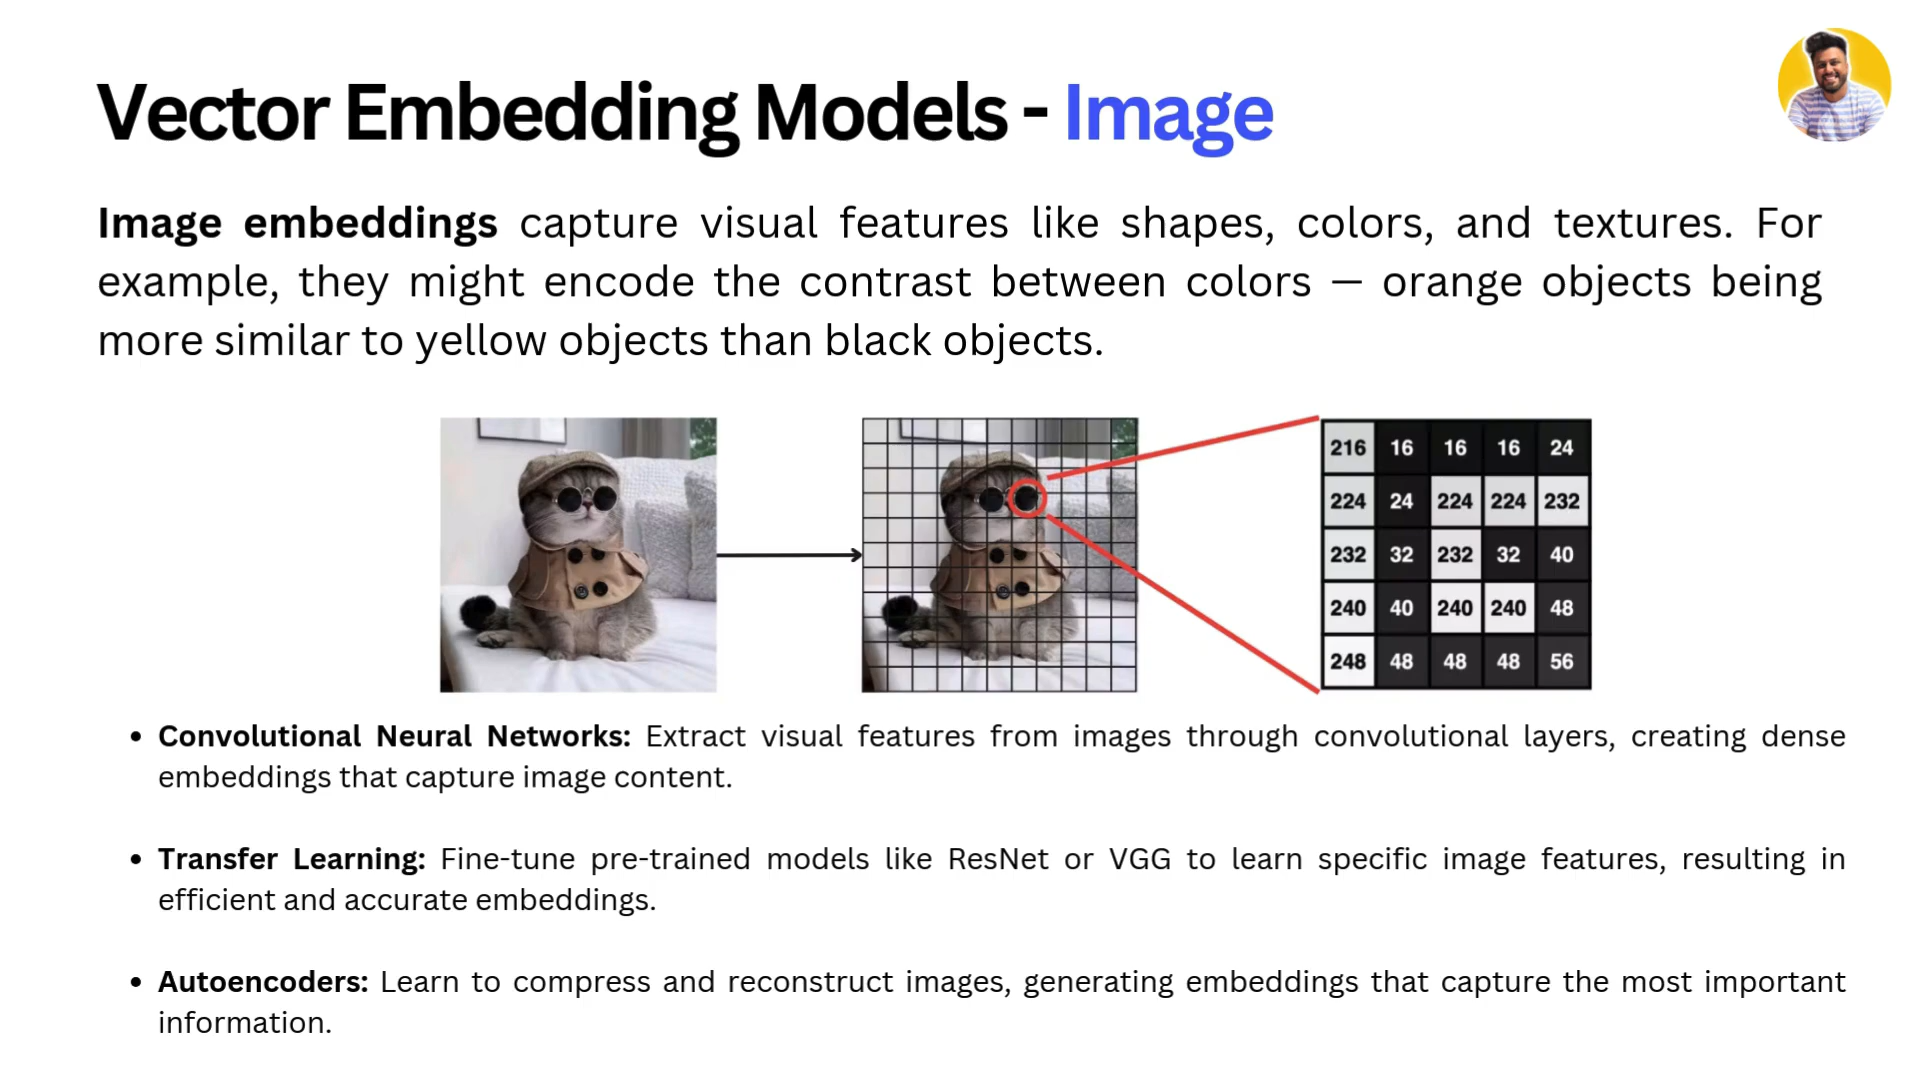 Vector Embedding Models - Image
Image embeddings capture visual features like shapes, colors, and textures. For
example, they might encode the contrast between colors — orange objects being
more similar to yellow objects than black objects.
216 16 16 16 24
224 24 224 224 232
232 32 232 32 40
240 40 240 240 48
248 48 48 48 56
• Convolutional Neural Networks: Extract visual features from images through convolutional layers, creating dense
embeddings that capture image content.
• Transfer Learning: Fine-tune pre-trained models like ResNet or VGG to learn specific image features, resulting in
efficient and accurate embeddings.
• Autoencoders: Learn to compress and reconstruct images, generating embeddings that capture the most important
information.